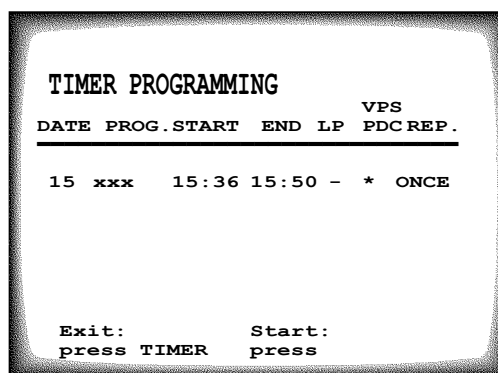 TIMER PROGRAMMING
VPS
DATE PROG.START END LP PDC REP.
15 xxx 15:36 15:50 – * ONCE
Exit: Start:
press TIMER press